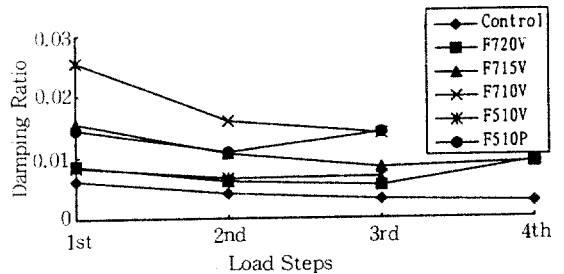 Control
F720V
F715V
F710V
F510V
F510P
Damping Ratio
0.03
0.02
0.01
0
1st
2nd
3rd
4th
Load Steps